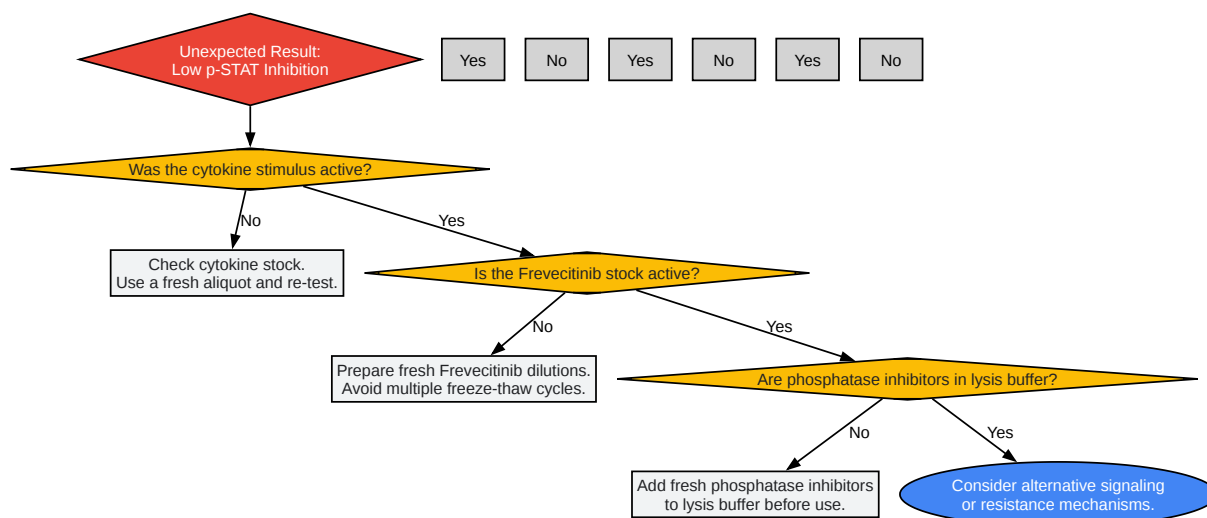 Unexpected Result:
Low p-STAT Inhibition
Yes
No
Yes
No
Yes
No
Was the cytokine stimulus active?
No
Yes
Check cytokine stock.
Use a fresh aliquot and re-test.
Is the Frevecitinib stock active?
No
Yes
Prepare fresh Frevecitinib dilutions.
Avoid multiple freeze-thaw cycles.
Are phosphatase inhibitors in lysis buffer?
No
Yes
Add fresh phosphatase inhibitors
to lysis buffer before use.
Consider alternative signaling
or resistance mechanisms.